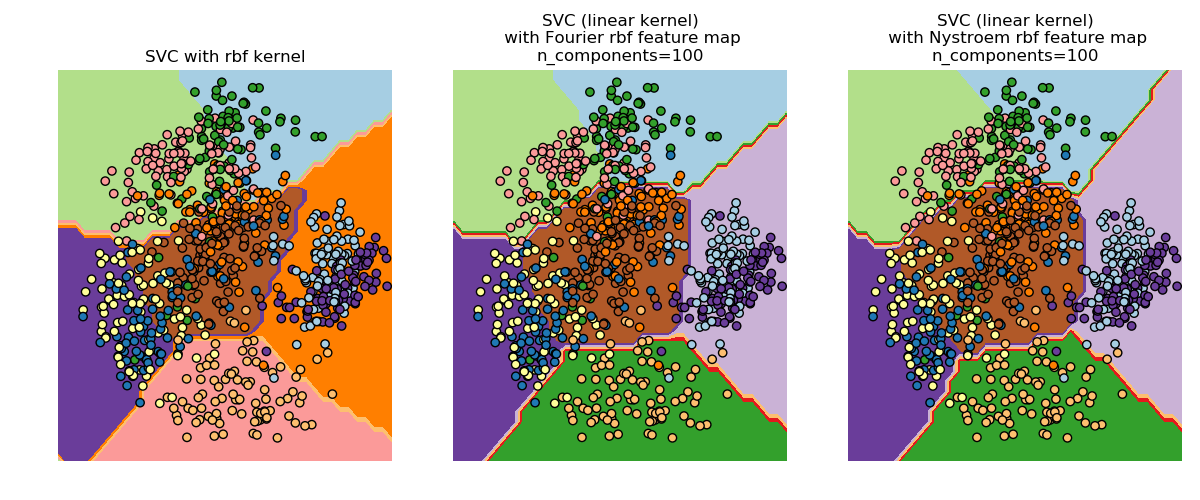 SVC with rbf kernel
SVC (linear kernel)
with Fourier rbf feature map
n_components=100
SVC (linear kernel)
with Nystroem rbf feature map
n_components=100